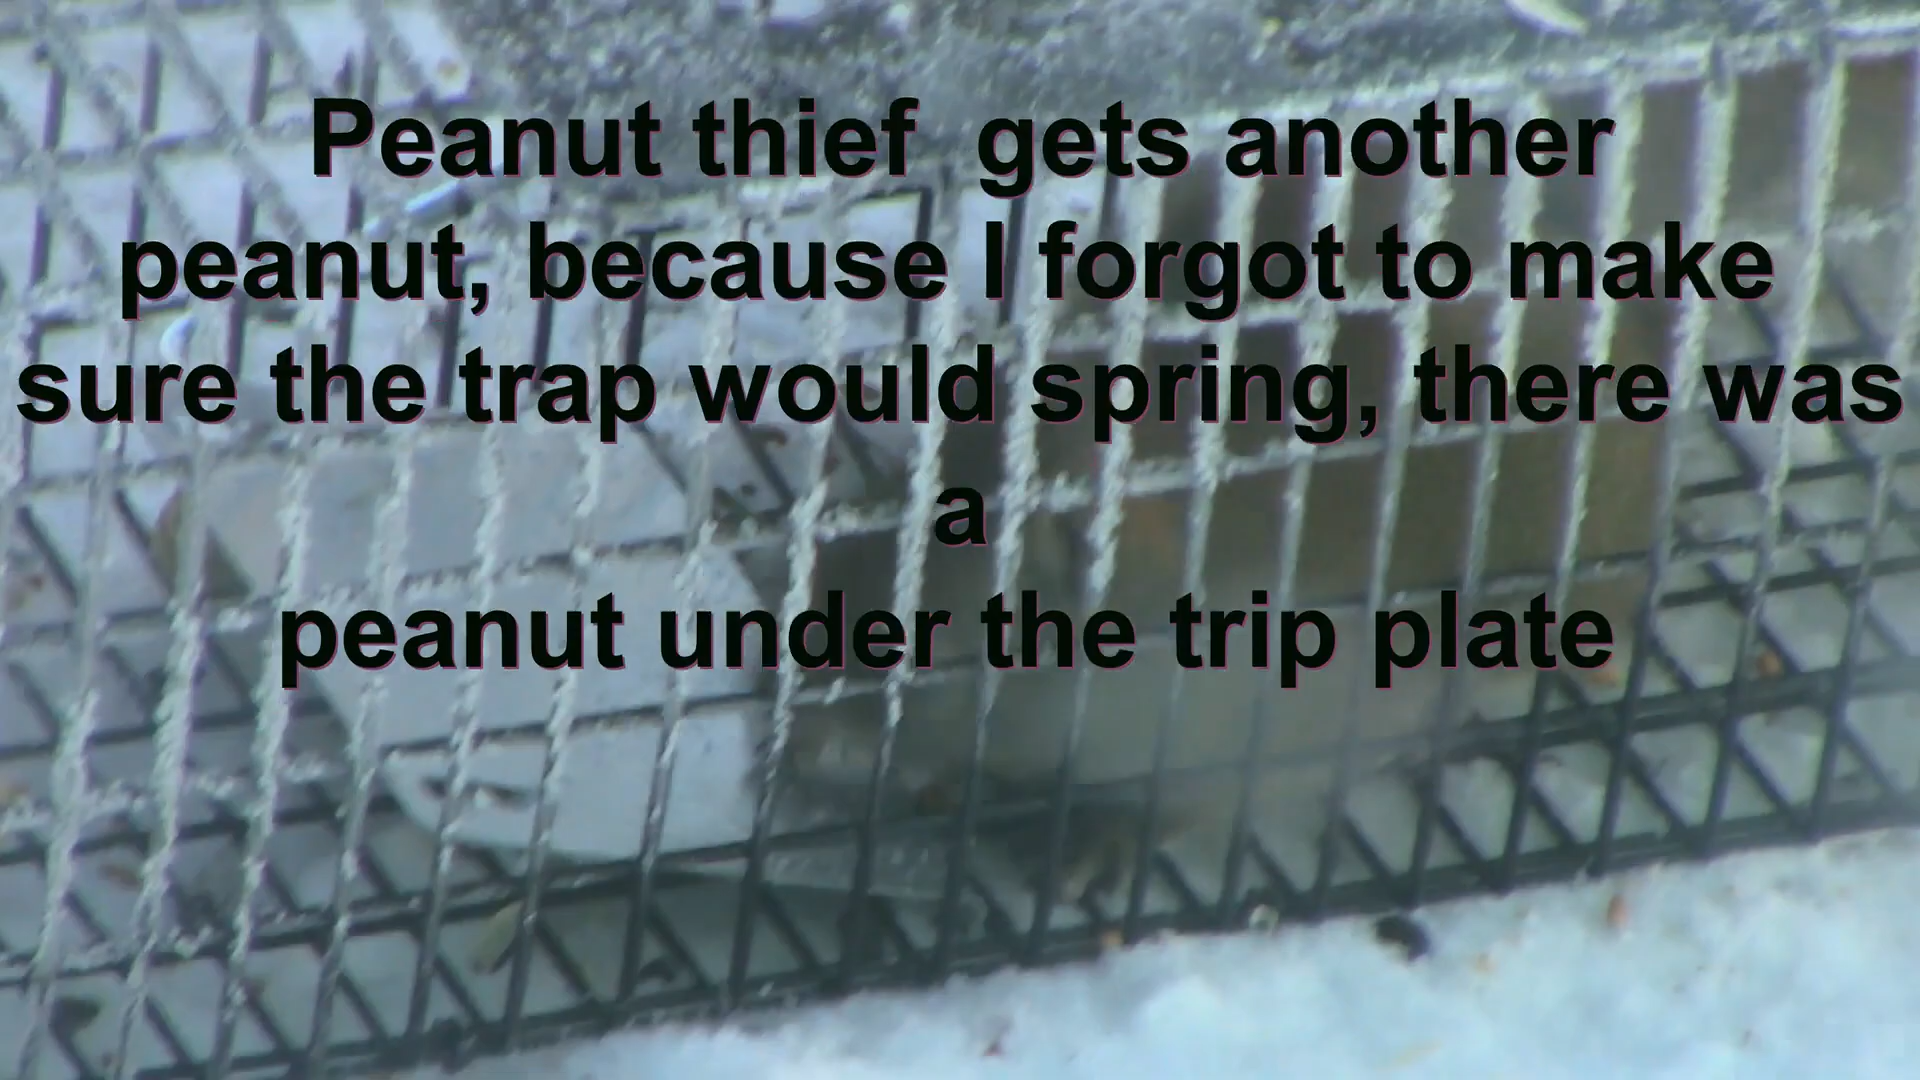 Peanut thief  gets another
peanut, because I forgot to make
sure the trap would spring, there was
a
peanut under the trip plate